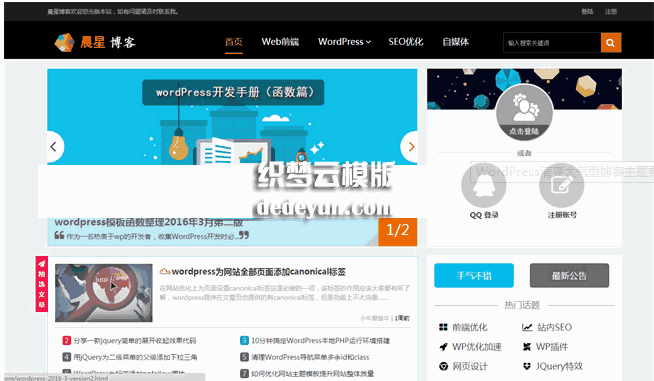 晨星博客欢迎您光临本站，如有问题请及时联系我。
登陆 注册
晨星 博客
首页 Web前端 WordPress SEO优化 自媒体
输入搜索关键词
wordPress开发手册（函数篇）
点击登陆
或者
WordPress
QQ 登录 注册账号
织梦云模版
dedeyun.com
wordpress模板函数整理2016年3月第二版
作为一名热衷于wp的开发者，收集WordPress开发时必...
1/2
精选文章
wordpress为网站全部页面添加canonical标签
在网站优化上为页面设置canonical标签这是必做的一项，该标签的作用应该大家都有所了
解，wordpress程序在文章页也提供的有canonical，但是功能上不太完善......
小牛爱奋斗 | 1周前
手气不错 最新公告
热门话题
前端优化 站内SEO
WP优化加速 WP插件
网页设计 JQuery特效
2 分享一款jquery简单的展开收起效果代码
3 10分钟搞定WordPress本地PHP运行环境搭建
4 用jQuery为二级菜单的父级添加下拉三角
5 清理WordPress导航菜单多余id和class
7 如何优化网站主题模板提升网站整体质量
com/wordpress-2016-3-version2.html